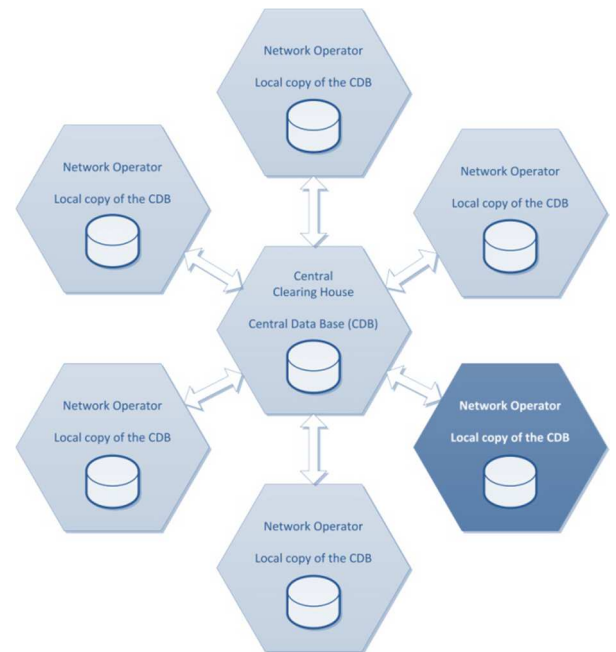 Network Operator
Local copy of the CDB
Network Operator
Local copy of the CDB
Network Operator
Local copy of the CDB
Central
Clearing House
Central Data Base (CDB)
Network Operator
Local copy of the CDB
Network Operator
Local copy of the CDB
Network Operator
Local copy of the CDB